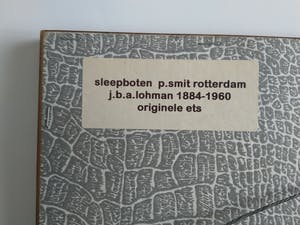 sleepboten p.smit rotterdam
j.b.a.lohman 1884-1960
originele ets